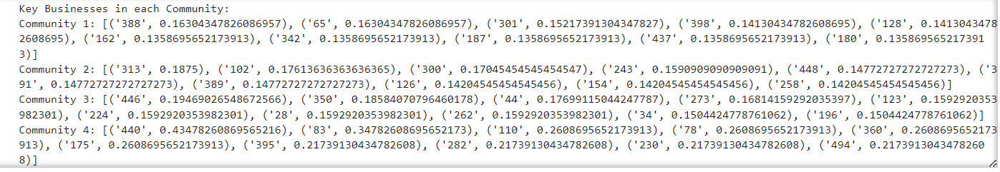 Key Businesses in each Community:
Community 1: [('388', 0.16304347826086957), ('65', 0.16304347826086957), ('301', 0.15217391304347827), ('398', 0.14130434782608695), ('128', 0.1413043478
2608695), ('162', 0.1358695652173913), ('342', 0.1358695652173913), ('187', 0.1358695652173913), ('437', 0.1358695652173913), ('180', 0.135869565217391
3)]
Community 2: [('313', 0.1875), ('102', 0.17613636363636365), ('300', 0.17045454545454547), ('243', 0.1590909090909091), ('448', 0.14772727272727273), ('3
91', 0.14772727272727273), ('389', 0.14772727272727273), ('126', 0.14204545454545456), ('154', 0.14204545454545456), ('258', 0.14204545454545456)]
Community 3: [('446', 0.19469026548672566), ('350', 0.18584070796460178), ('44', 0.17699115044247787), ('273', 0.16814159292035397), ('123', 0.1592920353
982301), ('224', 0.1592920353982301), ('28', 0.1592920353982301), ('262', 0.1592920353982301), ('34', 0.1504424778761062), ('196', 0.1504424778761062)]
Community 4: [('440', 0.43478260869565216), ('83', 0.34782608695652173), ('110', 0.2608695652173913), ('78', 0.2608695652173913), ('360', 0.2608695652173
913), ('175', 0.2608695652173913), ('395', 0.21739130434782608), ('282', 0.21739130434782608), ('230', 0.21739130434782608), ('494', 0.2173913043478260
8)]